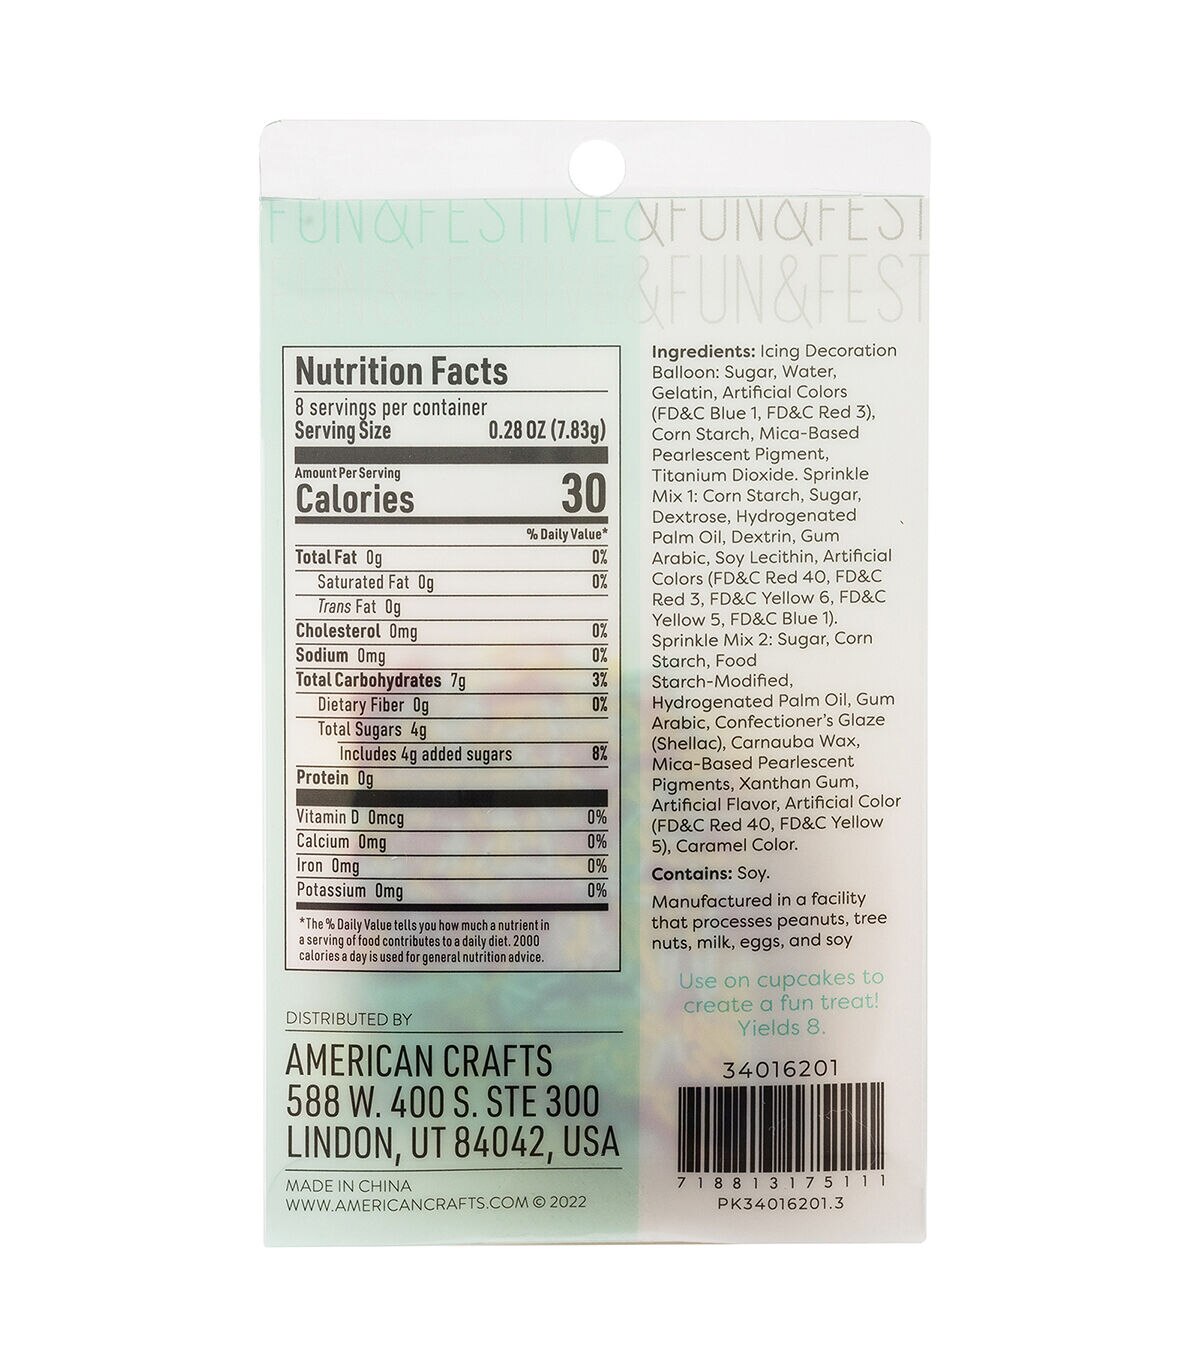 FUN&FESTIVE&FUN&FEST
FUN&FESTIVE&FUN&FEST
Nutrition Facts
8 servings per container
Serving Size 0.28 OZ (7.83g)
Amount Per Serving
Calories 30
% Daily Value*
Total Fat 0g 0%
Saturated Fat 0g 0%
Trans Fat 0g
Cholesterol 0mg 0%
Sodium 0mg 0%
Total Carbohydrates 7g 3%
Dietary Fiber 0g 0%
Total Sugars 4g
Includes 4g added sugars 8%
Protein 0g
Vitamin D 0mcg 0%
Calcium 0mg 0%
Iron 0mg 0%
Potassium 0mg 0%
*The % Daily Value tells you how much a nutrient in
a serving of food contributes to a daily diet. 2000
calories a day is used for general nutrition advice.
DISTRIBUTED BY
AMERICAN CRAFTS
588 W. 400 S. STE 300
LINDON, UT 84042, USA
MADE IN CHINA
WWW.AMERICANCRAFTS.COM © 2022
Ingredients: Icing Decoration
Balloon: Sugar, Water,
Gelatin, Artificial Colors
(FD&C Blue 1, FD&C Red 3),
Corn Starch, Mica-Based
Pearlescent Pigment,
Titanium Dioxide. Sprinkle
Mix 1: Corn Starch, Sugar,
Dextrose, Hydrogenated
Palm Oil, Dextrin, Gum
Arabic, Soy Lecithin, Artificial
Colors (FD&C Red 40, FD&C
Red 3, FD&C Yellow 6, FD&C
Yellow 5, FD&C Blue 1).
Sprinkle Mix 2: Sugar, Corn
Starch, Food
Starch-Modified,
Hydrogenated Palm Oil, Gum
Arabic, Confectioner's Glaze
(Shellac), Carnauba Wax,
Mica-Based Pearlescent
Pigments, Xanthan Gum,
Artificial Flavor, Artificial Color
(FD&C Red 40, FD&C Yellow
5), Caramel Color.
Contains: Soy.
Manufactured in a facility
that processes peanuts, tree
nuts, milk, eggs, and soy
Use on cupcakes to
create a fun treat!
Yields 8.
34016201
7 18813 17511 1
PK34016201.3